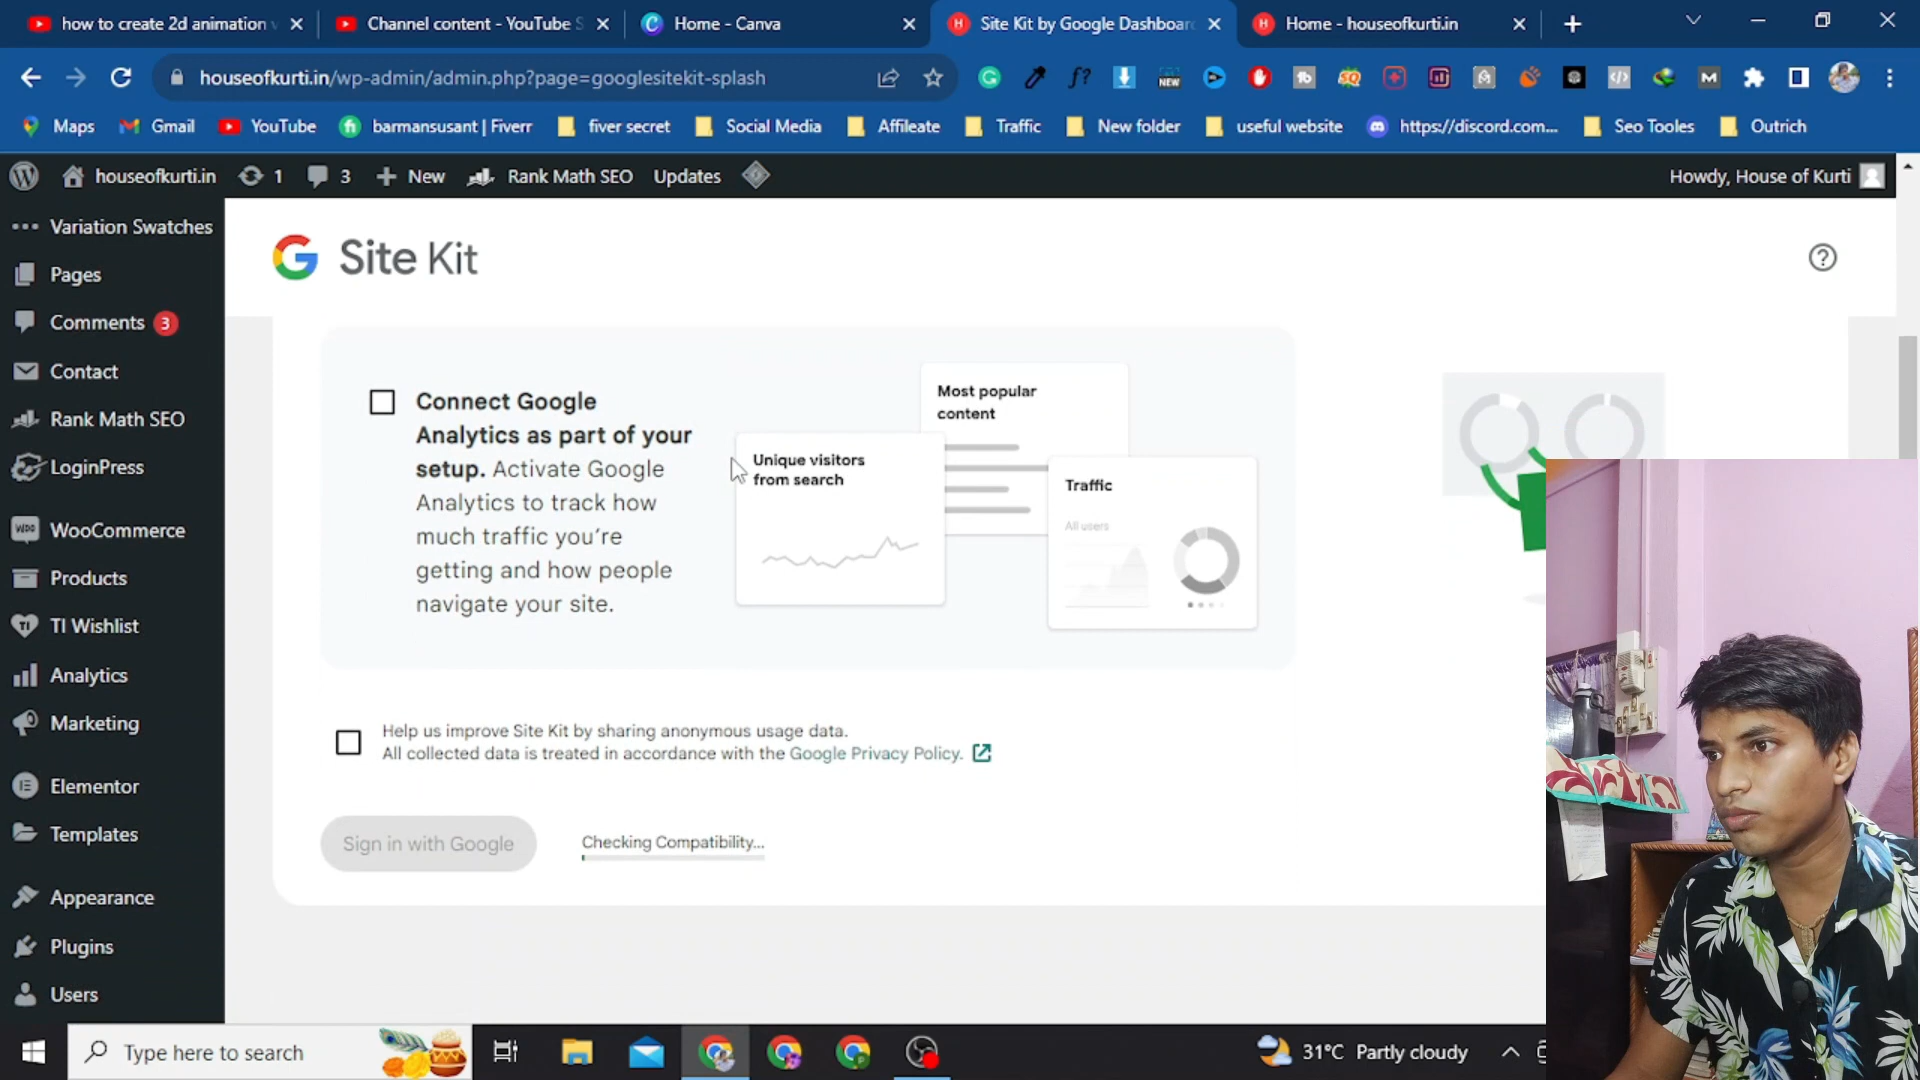 how to create 2d animation v
Channel content - YouTube S
Home - Canva
Site Kit by Google Dashboar
Home - houseofkurti.in
houseofkurti.in/wp-admin/admin.php?page=googlesitekit-splash
Maps
Gmail
YouTube
barmansusant | Fiverr
fiver secret
Social Media
Affileate
Traffic
New folder
useful website
https://discord.com...
Seo Tooles
Outrich
houseofkurti.in
1
3
New
Rank Math SEO
Updates
Howdy, House of Kurti
Variation Swatches
Pages
Comments 3
Contact
Rank Math SEO
LoginPress
WooCommerce
Products
TI Wishlist
Analytics
Marketing
Elementor
Templates
Appearance
Plugins
Users
Site Kit
Connect Google
Analytics as part of your
setup. Activate Google
Analytics to track how
much traffic you're
getting and how people
navigate your site.
Most popular
content
Unique visitors
from search
Traffic
All users
Help us improve Site Kit by sharing anonymous usage data.
All collected data is treated in accordance with the Google Privacy Policy.
Sign in with Google
Checking Compatibility...
Type here to search
31°C Partly cloudy